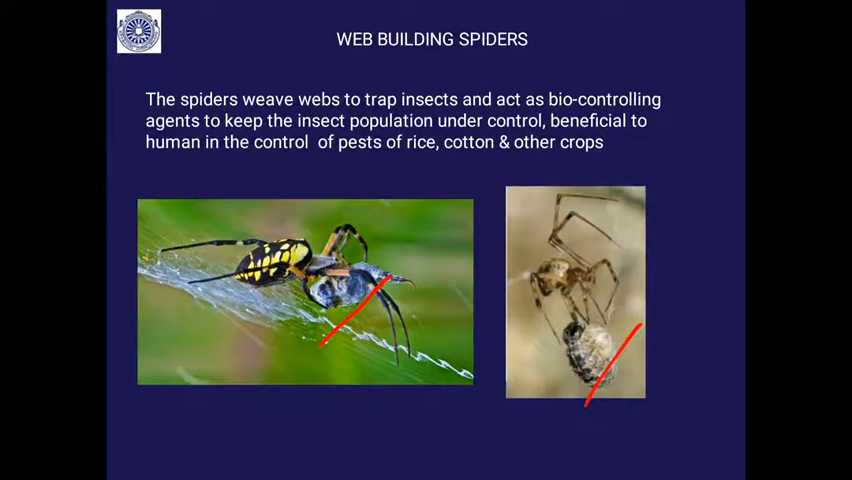 WEB BUILDING SPIDERS
The spiders weave webs to trap insects and act as bio-controlling
agents to keep the insect population under control, beneficial to
human in the control of pests of rice, cotton & other crops